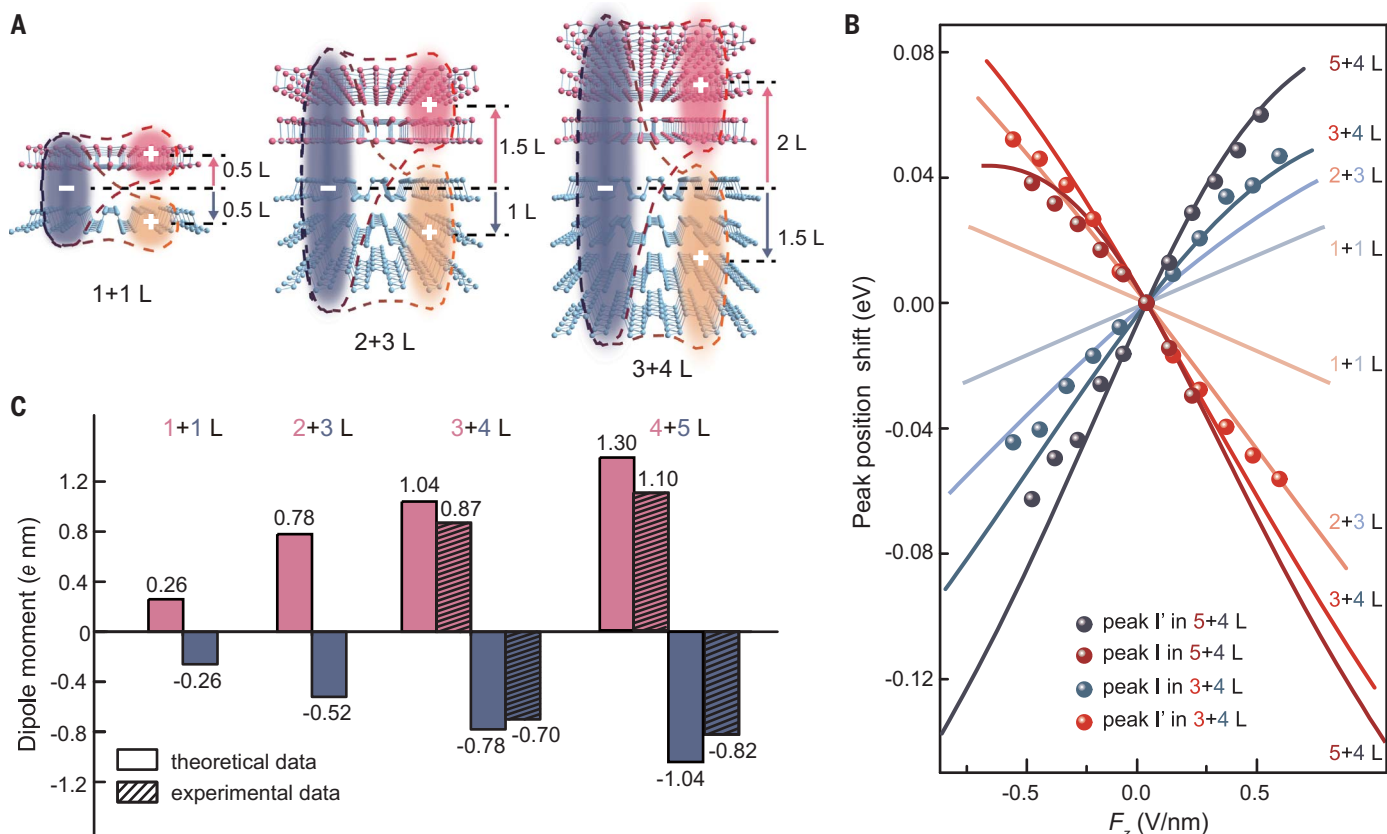 A
0.5 L
0.5 L
1+1 L
1.5 L
1 L
2+3 L
2 L
1.5 L
3+4 L
B
Peak position shift (eV)
0.08
0.04
0.00
-0.04
-0.08
-0.12
-0.5
0.0
0.5
F_z (V/nm)
5+4 L
3+4 L
2+3 L
1+1 L
1+1 L
2+3 L
3+4 L
5+4 L
peak I' in 5+4 L
peak I in 5+4 L
peak I in 3+4 L
peak I' in 3+4 L
C
Dipole moment (e nm)
1.2
0.8
0.4
0
-0.4
-0.8
-1.2
1+1 L
2+3 L
3+4 L
4+5 L
0.26
-0.26
0.78
-0.52
1.04
0.87
-0.78
-0.70
1.30
1.10
-1.04
-0.82
theoretical data
experimental data